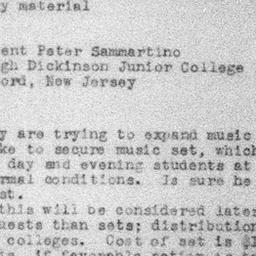 y material
ent Peter Sammartino
gh Dickinson Junior College
ord, New Jersey
y are trying to expand music
ke to secure music set, which
day and evening students at
rmal conditions. Is sure he
st.
this will be considered later
uests than sets; distribution
colleges. Cost of set is